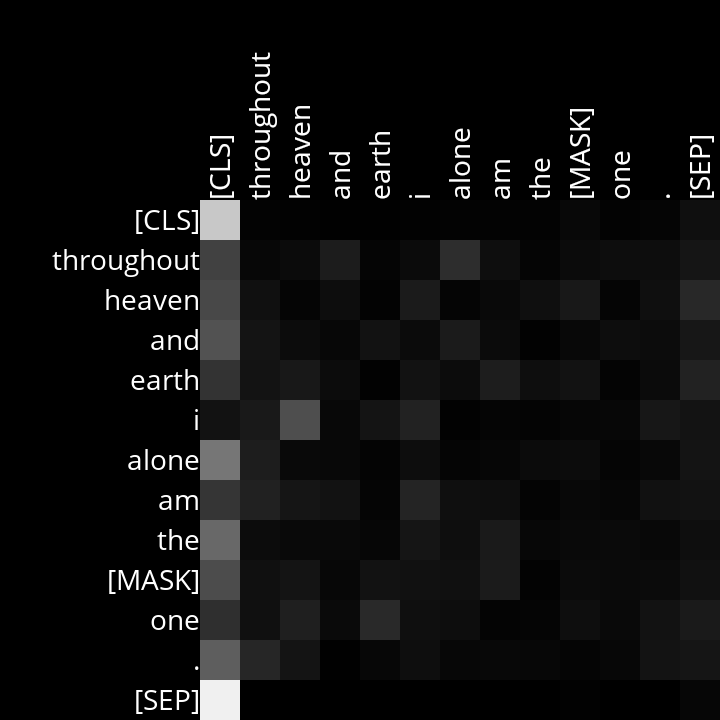 [CLS]
throughout
heaven
and
earth
i
alone
am
the
[MASK]
one
.
[SEP]
[CLS]
throughout
heaven
and
earth
i
alone
am
the
[MASK]
one
.
[SEP]